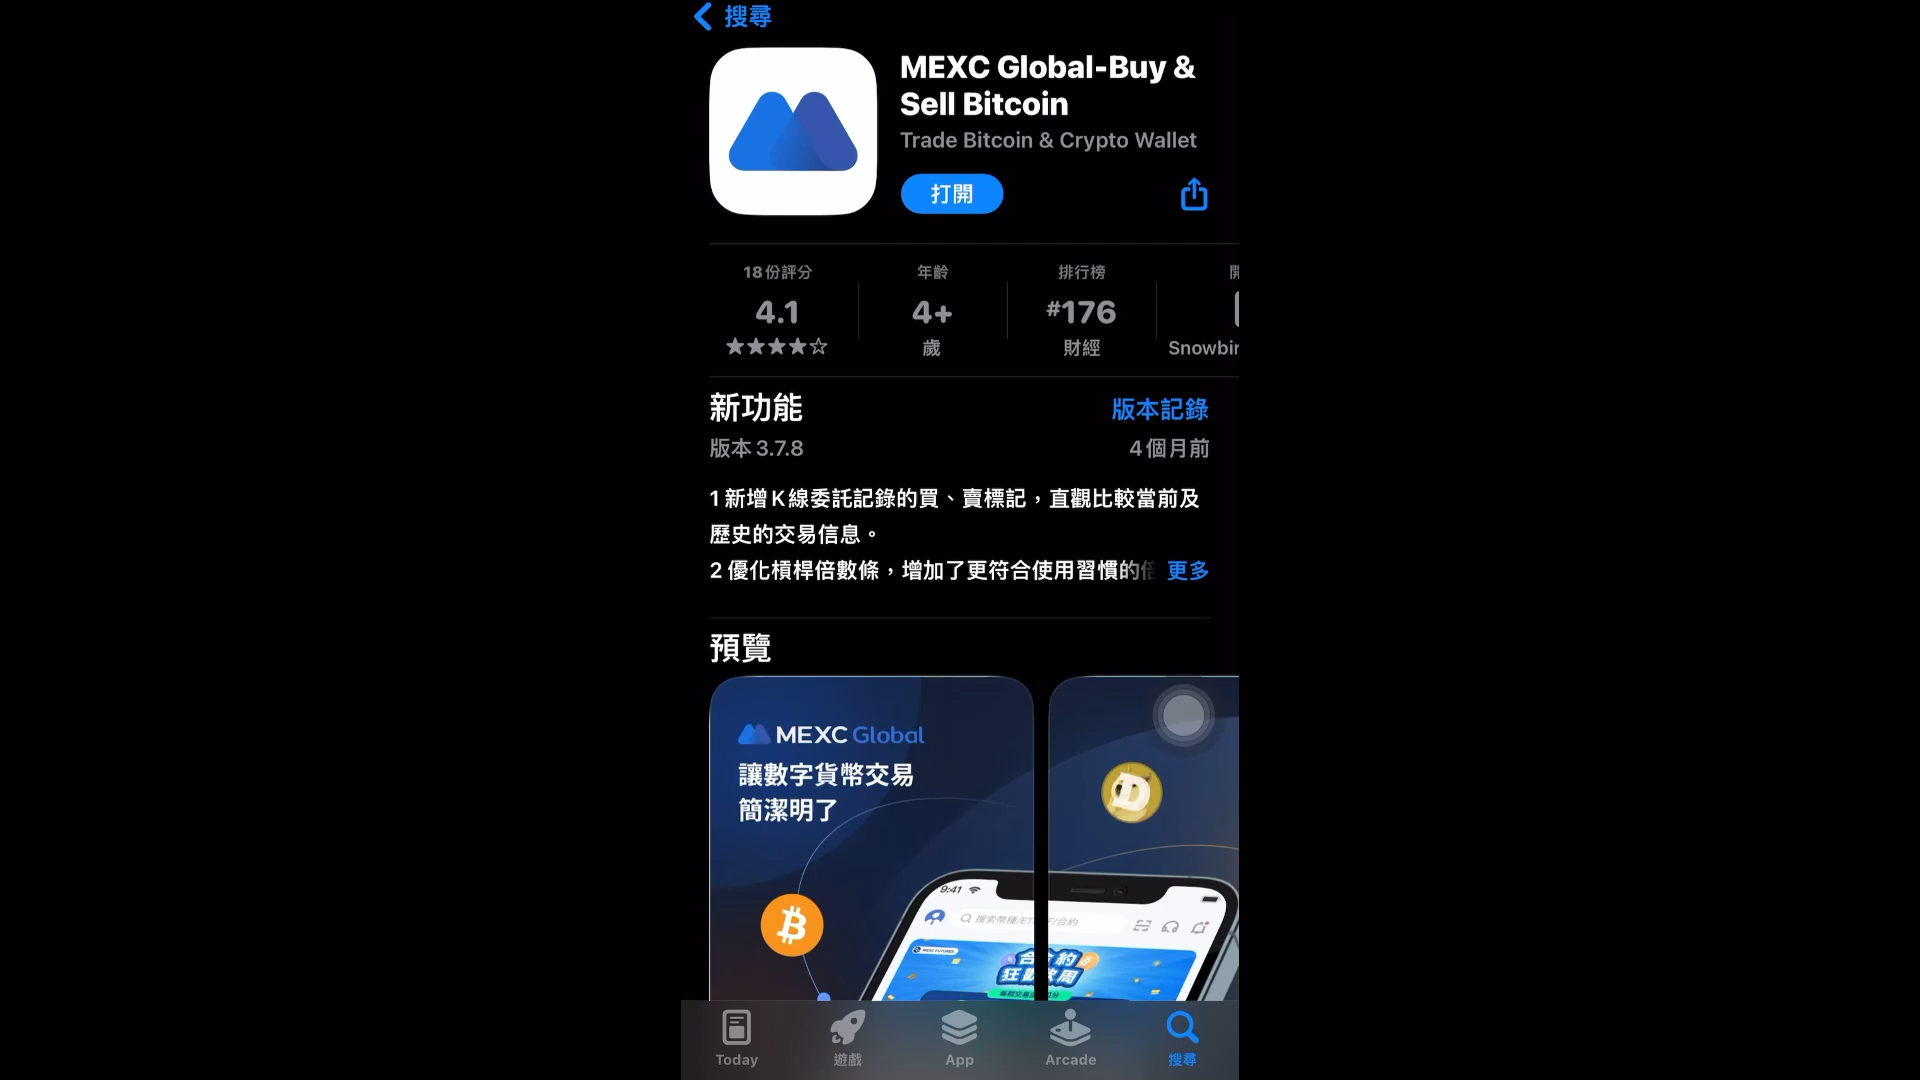 搜尋
MEXC Global-Buy &
Sell Bitcoin
Trade Bitcoin & Crypto Wallet
打開
18份評分
年齡
排行榜
4.1
4+
#176
歲
財經
Snowbir
新功能
版本記錄
版本 3.7.8
4 個月前
1 新增 K 線委託記錄的買、賣標記，直觀比較當前及
歷史的交易信息。
2 優化槓桿倍數條，增加了更符合使用習慣的倍 更多
預覽
MEXC Global
讓數字貨幣交易
簡潔明了
9:41
MEXC FUTURES
Today
遊戲
App
Arcade
搜尋